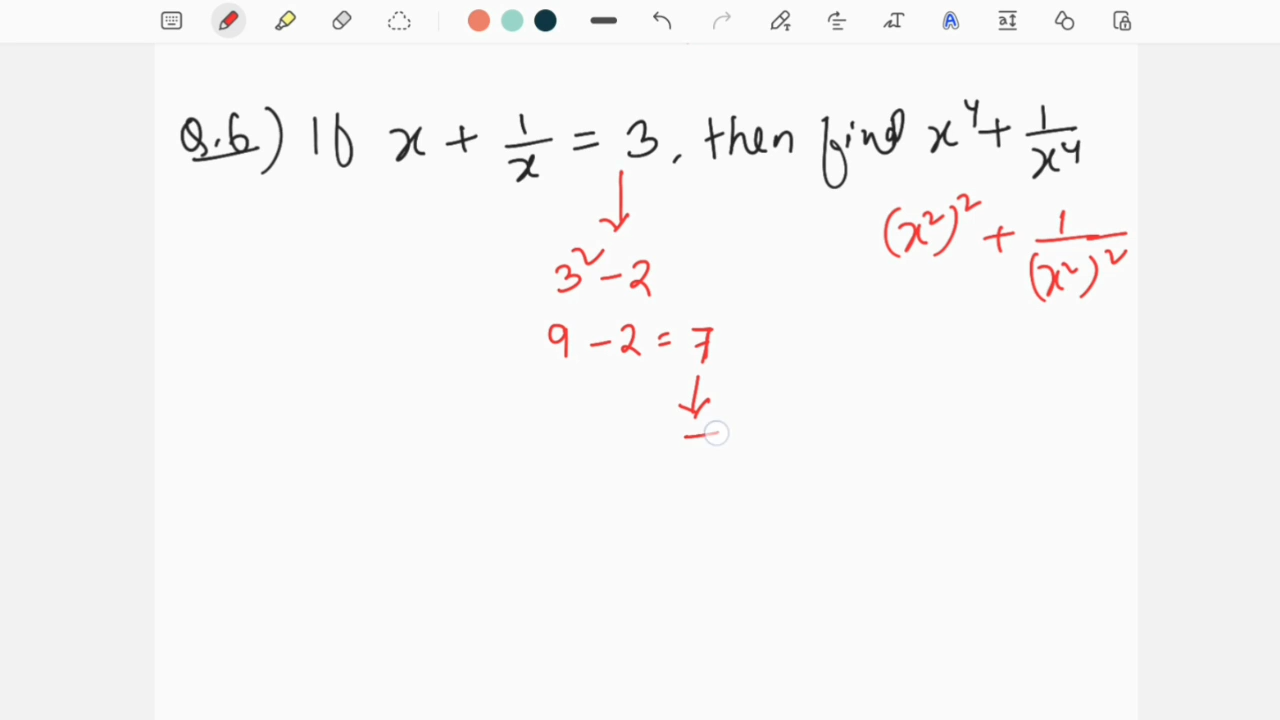 Q.6) If x + 1/x = 3, then find x⁴ + 1/x⁴
(x²)² + 1/(x²)²
3² - 2
9 - 2 = 7